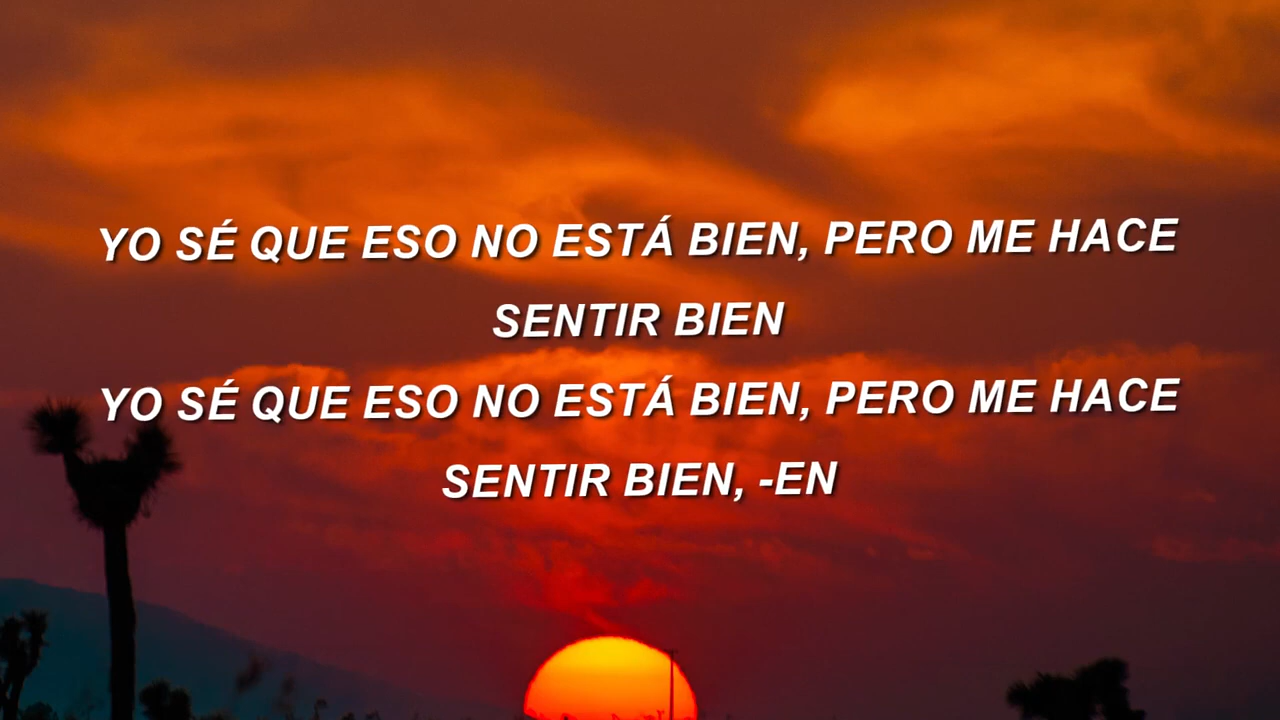 YO SÉ QUE ESO NO ESTÁ BIEN, PERO ME HACE
SENTIR BIEN
YO SÉ QUE ESO NO ESTÁ BIEN, PERO ME HACE
SENTIR BIEN, -EN